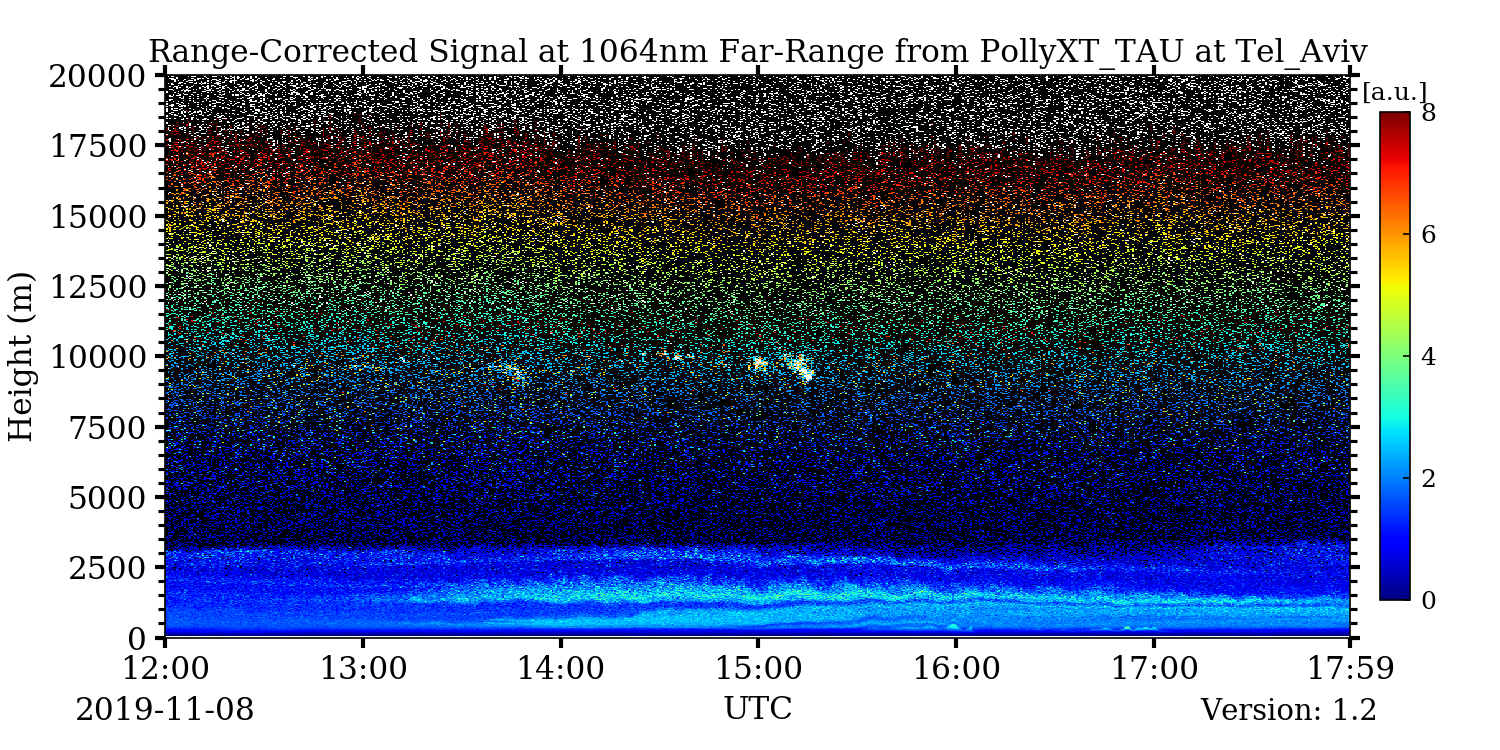 Range-Corrected Signal at 1064nm Far-Range from PollyXT_TAU at Tel_Aviv
[a.u.]
20000
17500
15000
12500
10000
7500
5000
2500
0
Height (m)
8
6
4
2
0
12:00 13:00 14:00 15:00 16:00 17:00 17:59
2019-11-08 UTC Version: 1.2